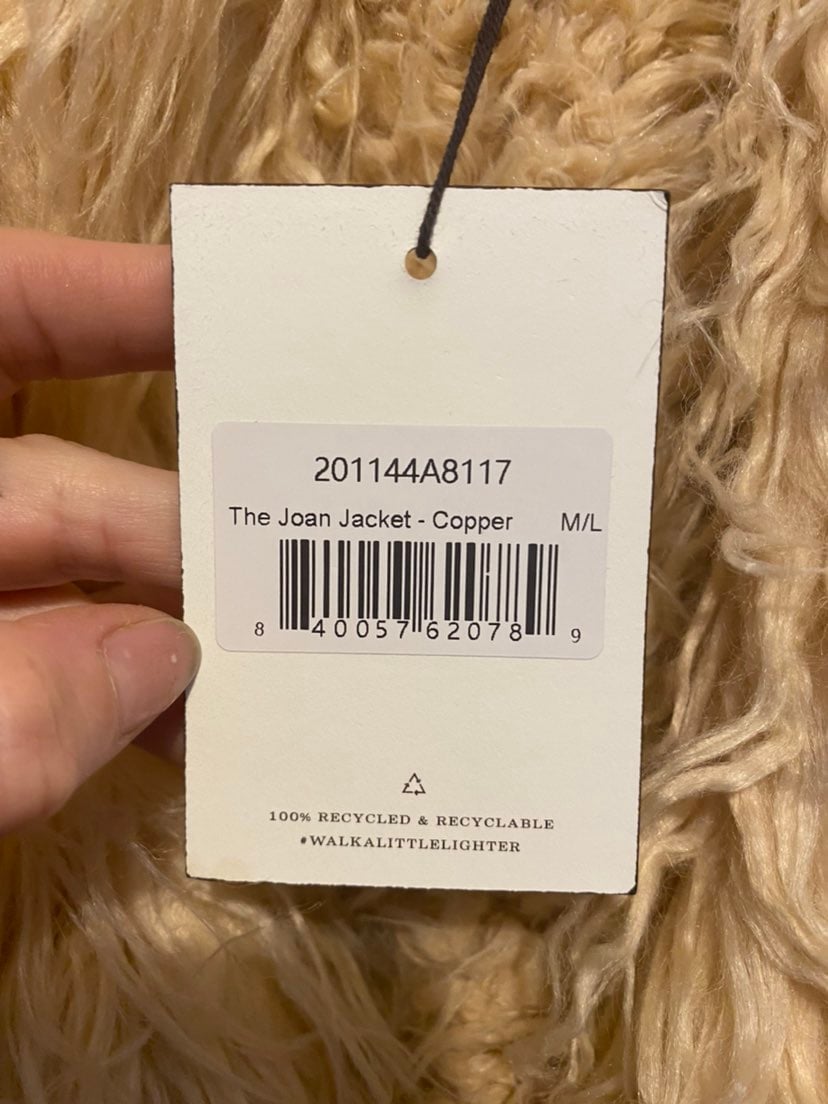 201144A8117
The Joan Jacket - Copper M/L
8 40057 62078 9
100% RECYCLED & RECYCLABLE
#WALKALITTLELIGHTER